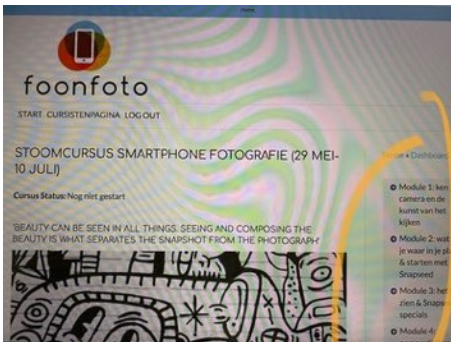 foonfoto
START CURSISTENPAGINA LOG OUT
STOOMCURSUS SMARTPHONE FOTOGRAFIE (29 MEI-
10 JULI)
Cursus Status: Nog niet gestart
'BEAUTY CAN BE SEEN IN ALL THINGS. SEEING AND COMPOSING THE
BEAUTY IS WHAT SEPARATES THE SNAPSHOT FROM THE PHOTOGRAPH'
» Dashboard
Module 1: ken
camera en de
kunst van het
kijken
Module 2: wat
je waar in je
& starten met
Snapseed
Module 3: het
zien &
specials
Module 4: